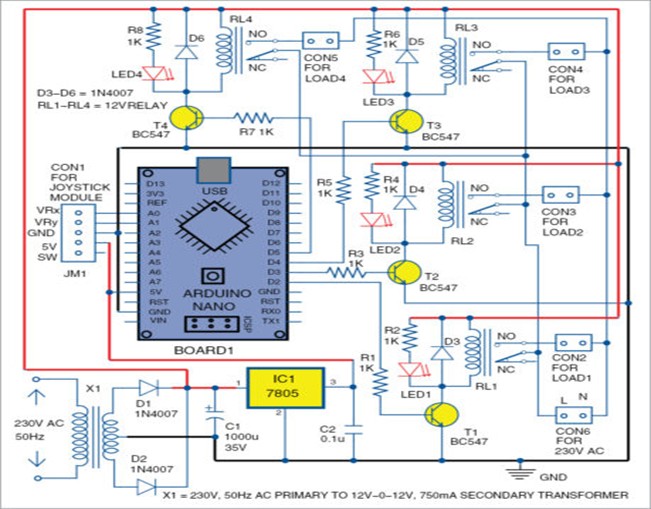 R8
1K
D6
RL4
NO
NC
LED4
CON5
FOR
LOAD4
R6
1K
D5
RL3
NO
NC
LED3
CON4
FOR
LOAD3
D3–D6 = 1N4007
RL1–RL4 = 12V RELAY
T4
BC547
R7 1K
T3
BC547
CON1
FOR
JOYSTICK
MODULE
VRx
VRy
GND
5V
SW
JM1
USB
D13
3V3
REF
A0
A1
A2
A3
A4
A5
A6
A7
5V
RST
GND
VIN
D12
D11
D10
D9
D8
D7
D6
D5
D4
D3
D2
GND
RST
RX0
TX1
ARDUINO
NANO
ICSP
BOARD1
R5
1K
R4
1K
D4
NO
NC
RL2
LED2
CON3
FOR
LOAD2
R3
1K
T2
BC547
R2
1K
D3
NO
NC
RL1
LED1
CON2
FOR
LOAD1
R1
1K
T1
BC547
L N
CON6
FOR
230V AC
230V AC
50Hz
X1
D1
1N4007
D2
1N4007
C1
1000u
35V
IC1
7805
1
2
3
C2
0.1u
GND
X1 = 230V, 50Hz AC PRIMARY TO 12V–0–12V, 750mA SECONDARY TRANSFORMER